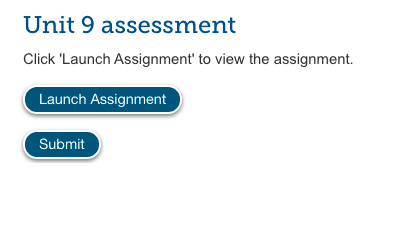 Unit 9 assessment
Click 'Launch Assignment' to view the assignment.
Launch Assignment
Submit